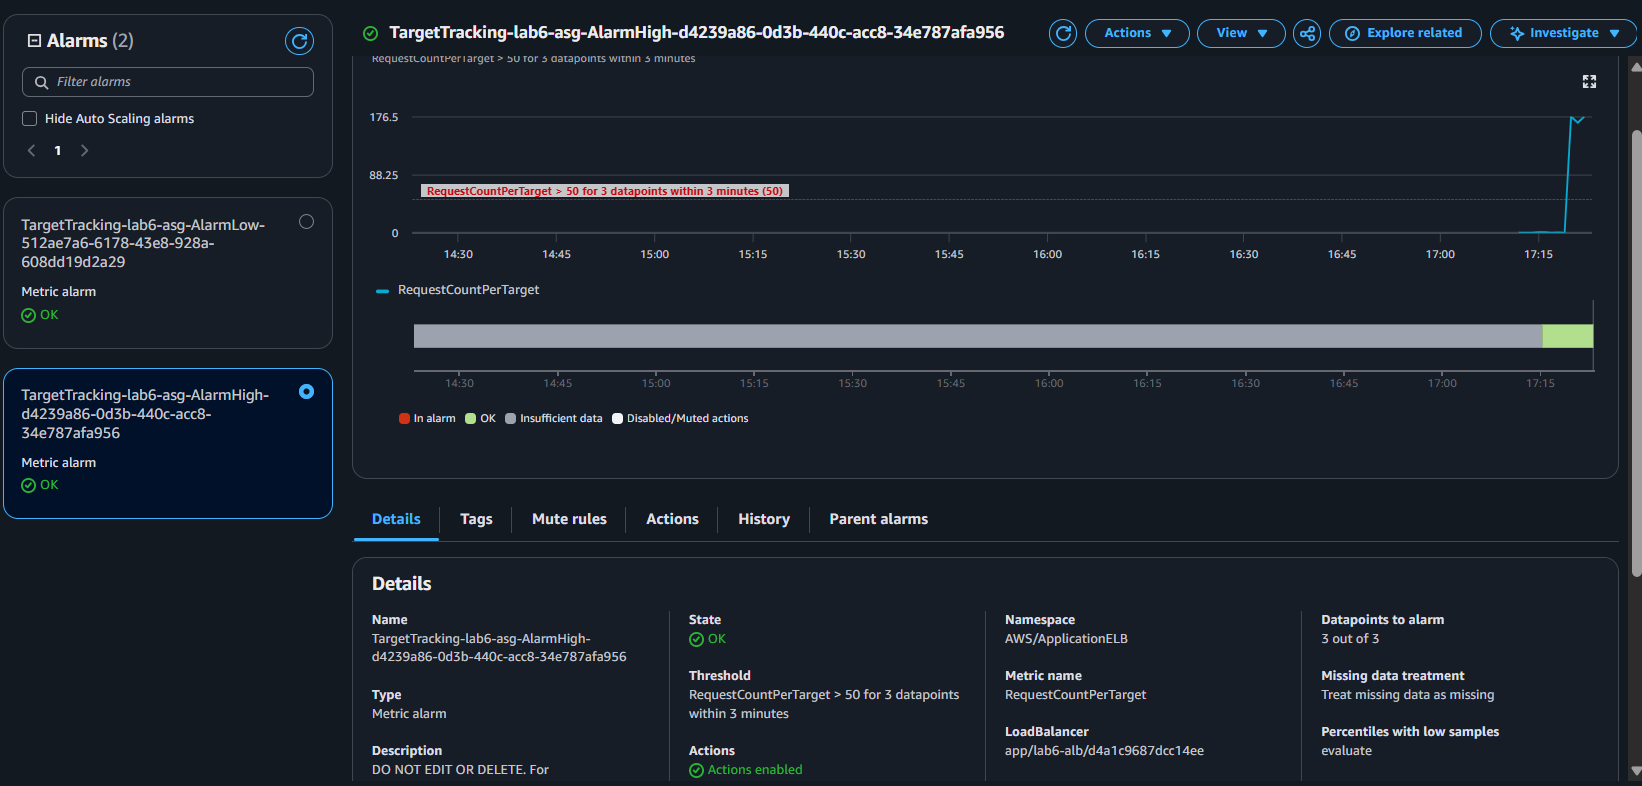 Alarms (2)
Filter alarms
Hide Auto Scaling alarms
1
TargetTracking-lab6-asg-AlarmLow-
512ae7a6-6178-43e8-928a-
608dd19d2a29
Metric alarm
OK
TargetTracking-lab6-asg-AlarmHigh-
d4239a86-0d3b-440c-acc8-
34e787afa956
Metric alarm
OK
TargetTracking-lab6-asg-AlarmHigh-d4239a86-0d3b-440c-acc8-34e787afa956
Actions
View
Explore related
Investigate
RequestCountPerTarget > 50 for 3 datapoints within 3 minutes
176.5
88.25
RequestCountPerTarget > 50 for 3 datapoints within 3 minutes (50)
0
14:30 14:45 15:00 15:15 15:30 15:45 16:00 16:15 16:30 16:45 17:00 17:15
RequestCountPerTarget
14:30 14:45 15:00 15:15 15:30 15:45 16:00 16:15 16:30 16:45 17:00 17:15
In alarm OK Insufficient data Disabled/Muted actions
Details Tags Mute rules Actions History Parent alarms
Details
Name
TargetTracking-lab6-asg-AlarmHigh-
d4239a86-0d3b-440c-acc8-34e787afa956
Type
Metric alarm
Description
DO NOT EDIT OR DELETE. For
State
OK
Threshold
RequestCountPerTarget > 50 for 3 datapoints
within 3 minutes
Actions
Actions enabled
Namespace
AWS/ApplicationELB
Metric name
RequestCountPerTarget
LoadBalancer
app/lab6-alb/d4a1c9687dcc14ee
Datapoints to alarm
3 out of 3
Missing data treatment
Treat missing data as missing
Percentiles with low samples
evaluate